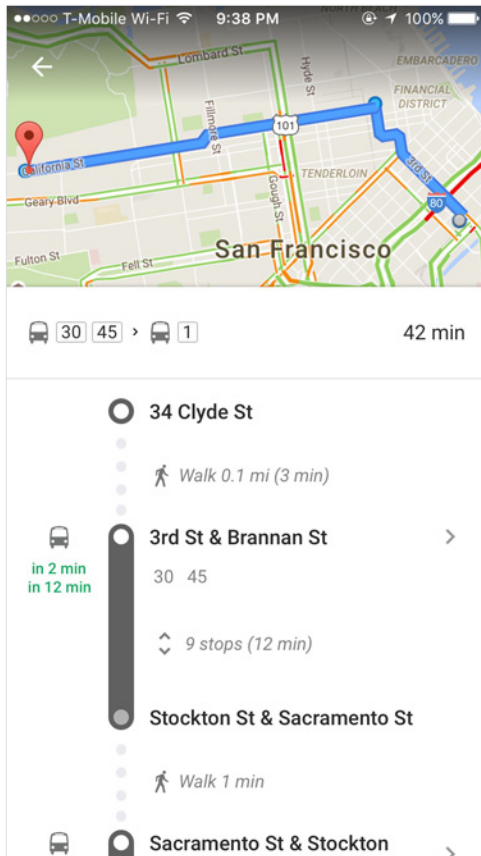 T-Mobile Wi-Fi 9:38 PM 100%
NORTH BEACH
EMBARCADERO
Lombard St
Hyde St
FINANCIAL
DISTRICT
Fillmore St
101
California St
TENDERLOIN
3rd St
Geary Blvd
Gough St
80
San Francisco
Fulton St
Fell St
30 45 › 1 42 min
34 Clyde St
Walk 0.1 mi (3 min)
3rd St & Brannan St
in 2 min
in 12 min
30 45
9 stops (12 min)
Stockton St & Sacramento St
Walk 1 min
Sacramento St & Stockton